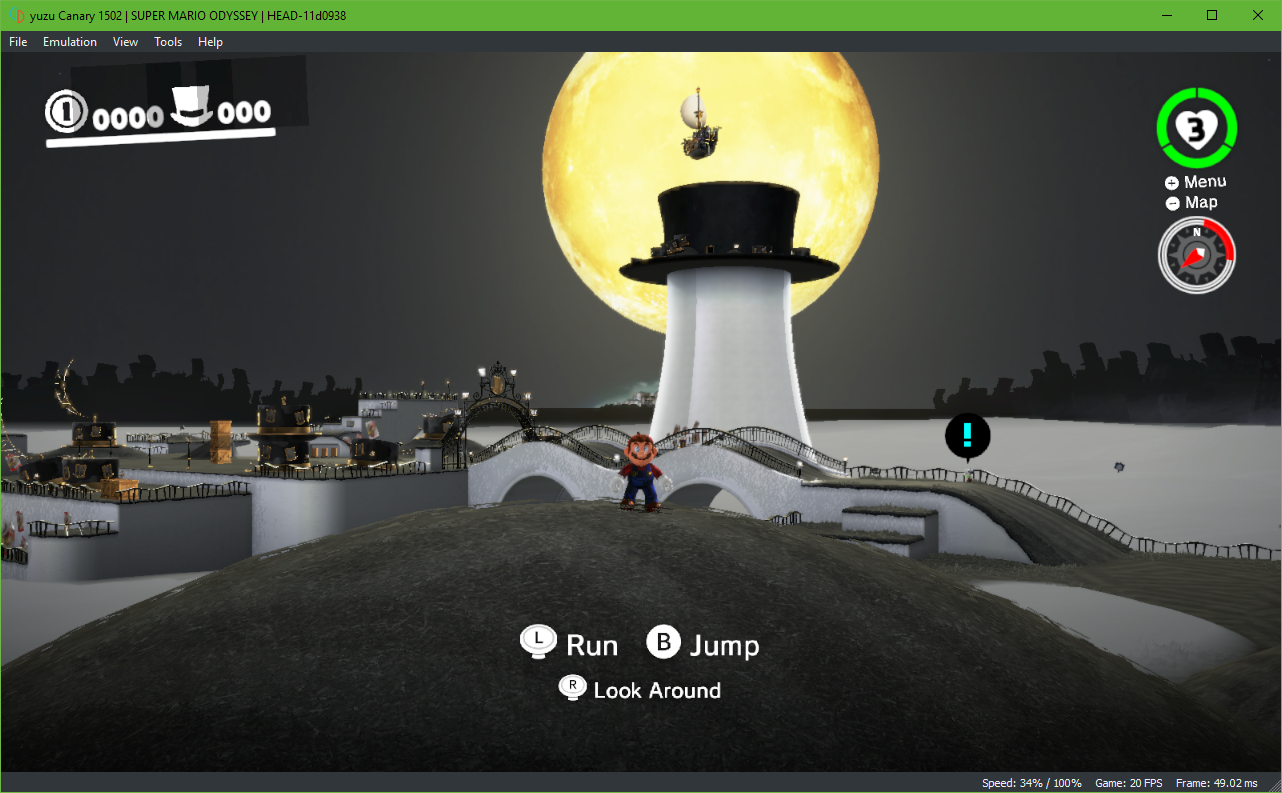 yuzu Canary 1502 | SUPER MARIO ODYSSEY | HEAD-11d0938
File Emulation View Tools Help
0000 000
3
+ Menu
- Map
N
!
L Run B Jump
R Look Around
Speed: 34% / 100% Game: 20 FPS Frame: 49.02 ms